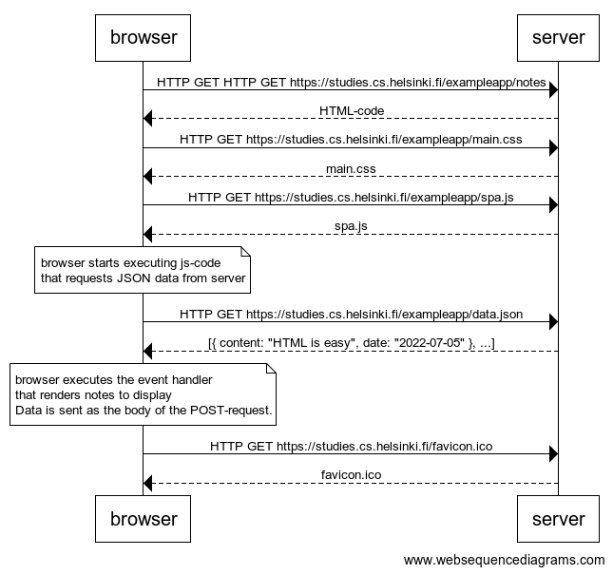 browser
server
HTTP GET HTTP GET https://studies.cs.helsinki.fi/exampleapp/notes
HTML-code
HTTP GET https://studies.cs.helsinki.fi/exampleapp/main.css
main.css
HTTP GET https://studies.cs.helsinki.fi/exampleapp/spa.js
spa.js
browser starts executing js-code
that requests JSON data from server
HTTP GET https://studies.cs.helsinki.fi/exampleapp/data.json
[{ content: "HTML is easy", date: "2022-07-05" }, ...]
browser executes the event handler
that renders notes to display
Data is sent as the body of the POST-request.
HTTP GET https://studies.cs.helsinki.fi/favicon.ico
favicon.ico
browser
server
www.websequencediagrams.com